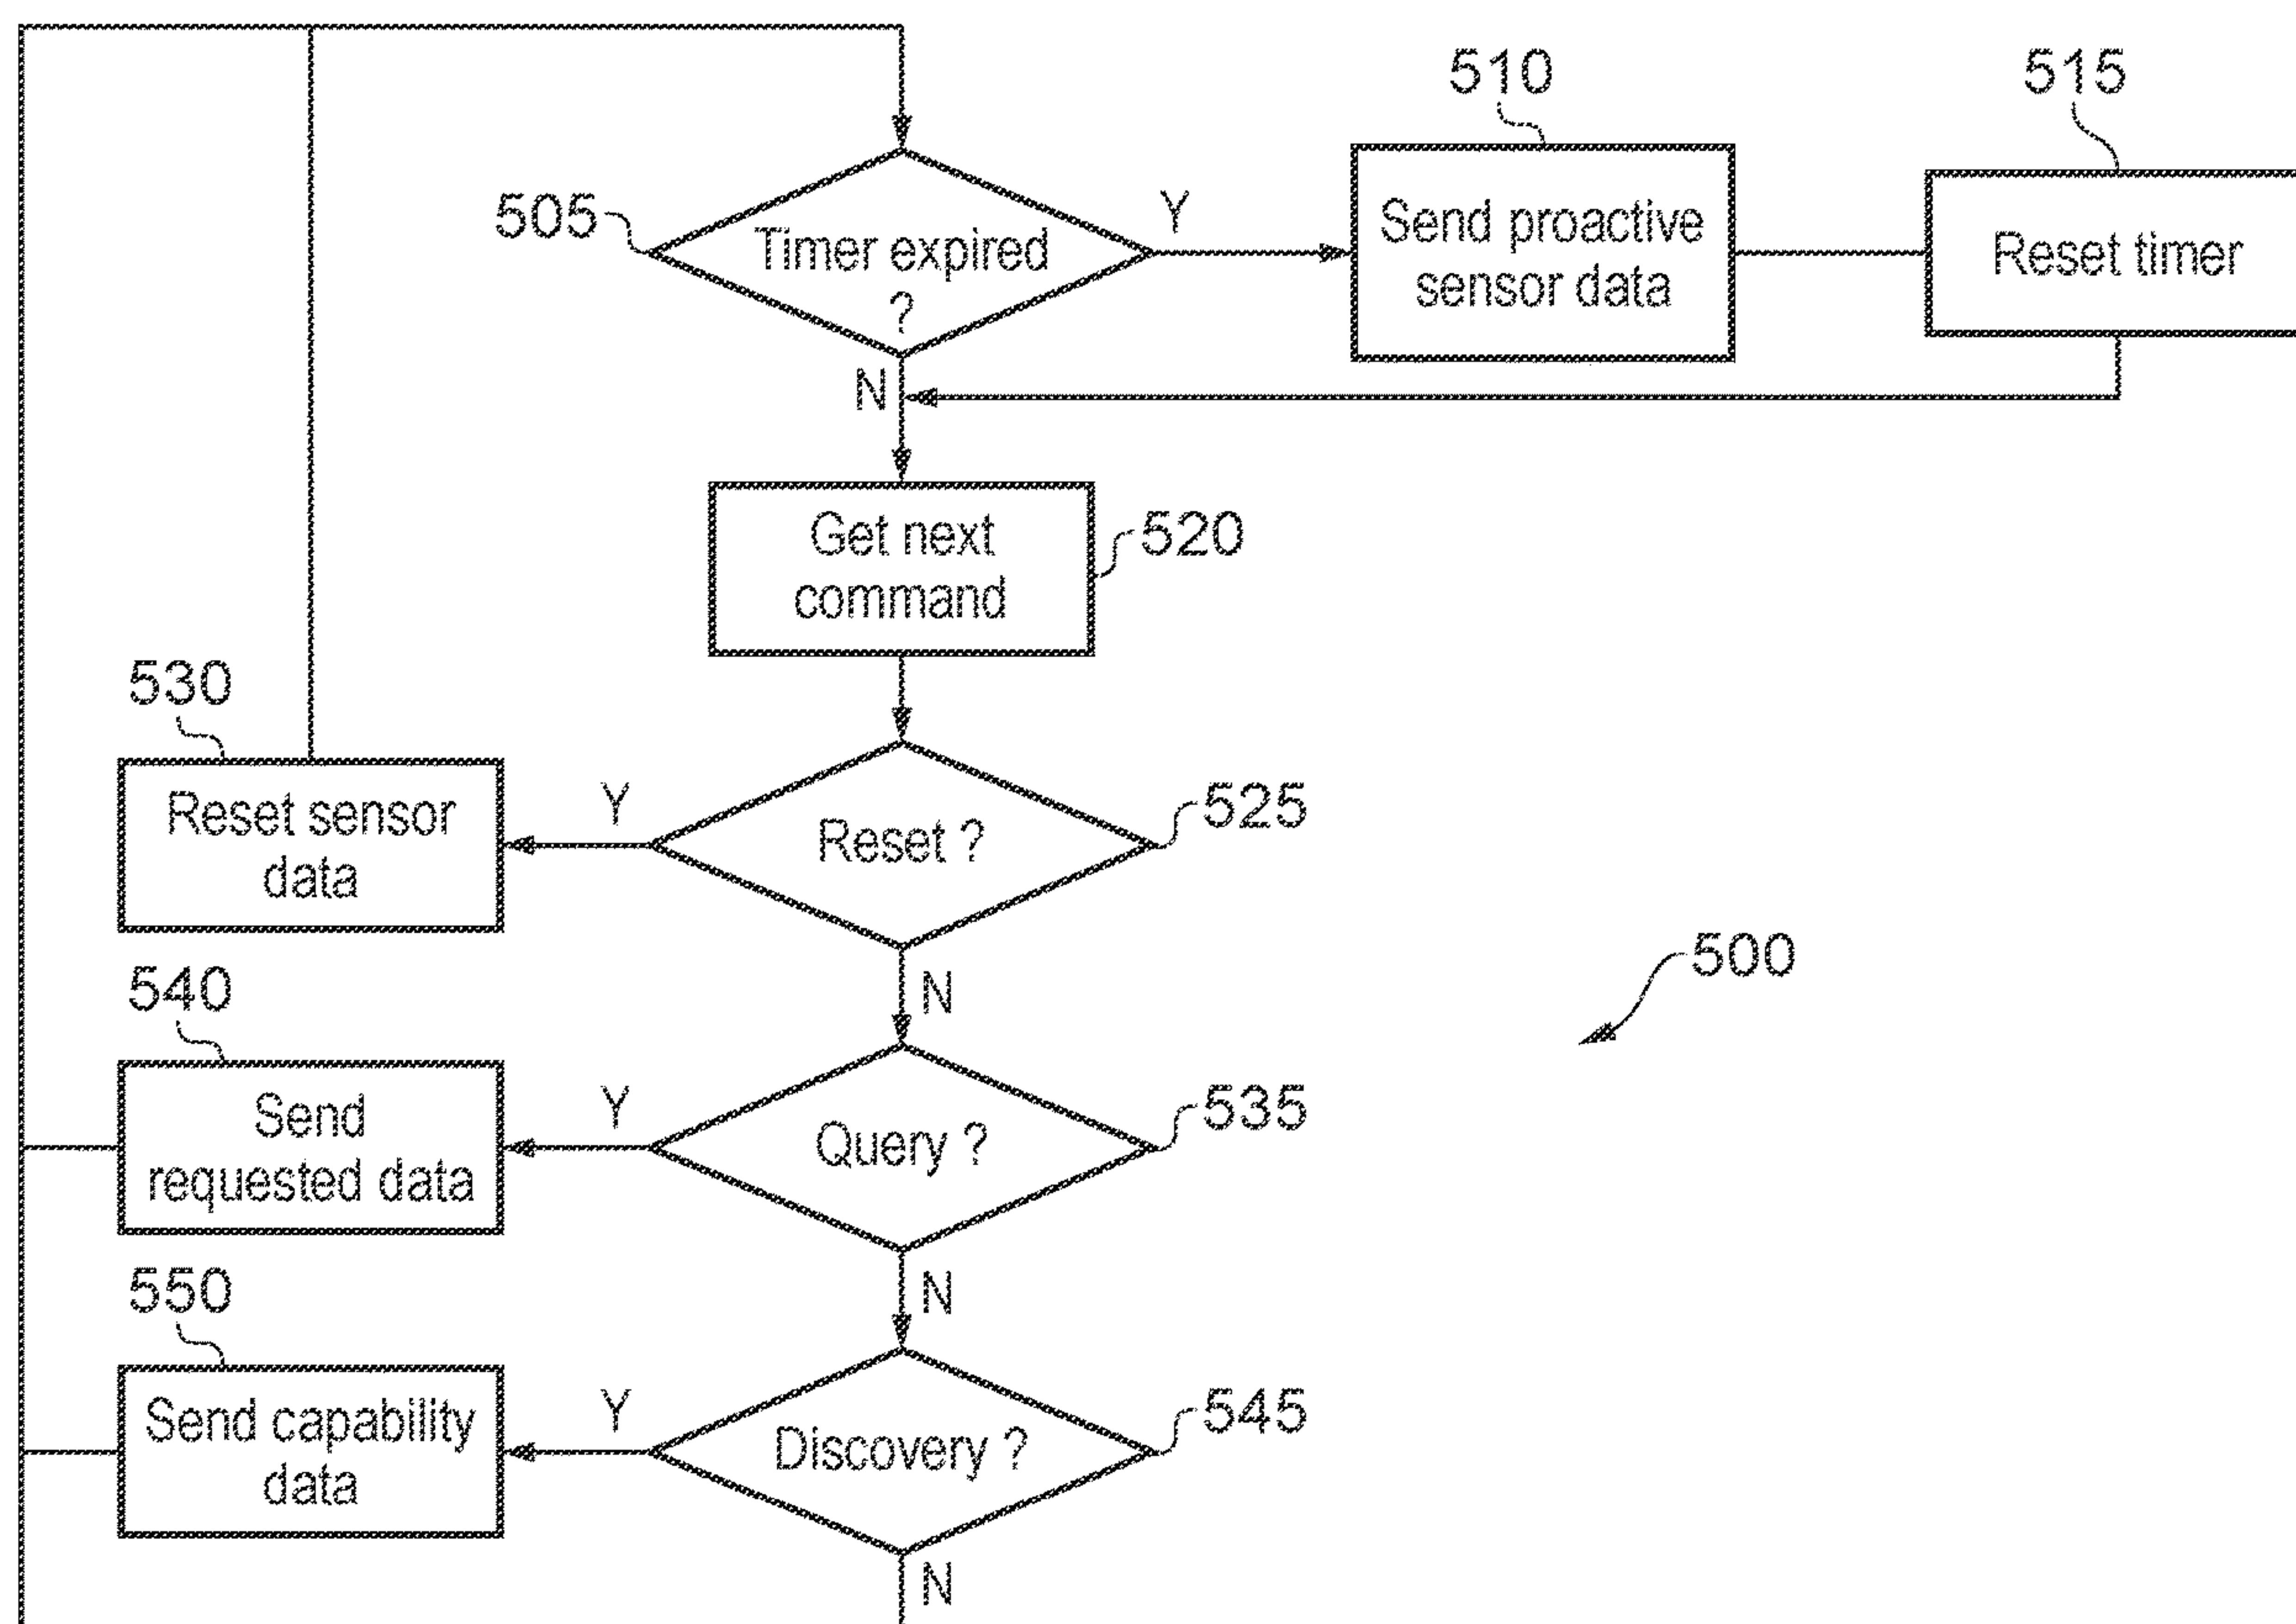 510
515
505
Timer expired
?
Y
Send proactive
sensor data
Reset timer
N
Get next
command
520
530
Reset sensor
data
Y
Reset ?
525
N
500
540
Send
requested data
Y
Query ?
535
N
550
Send capability
data
Y
Discovery ?
545
N